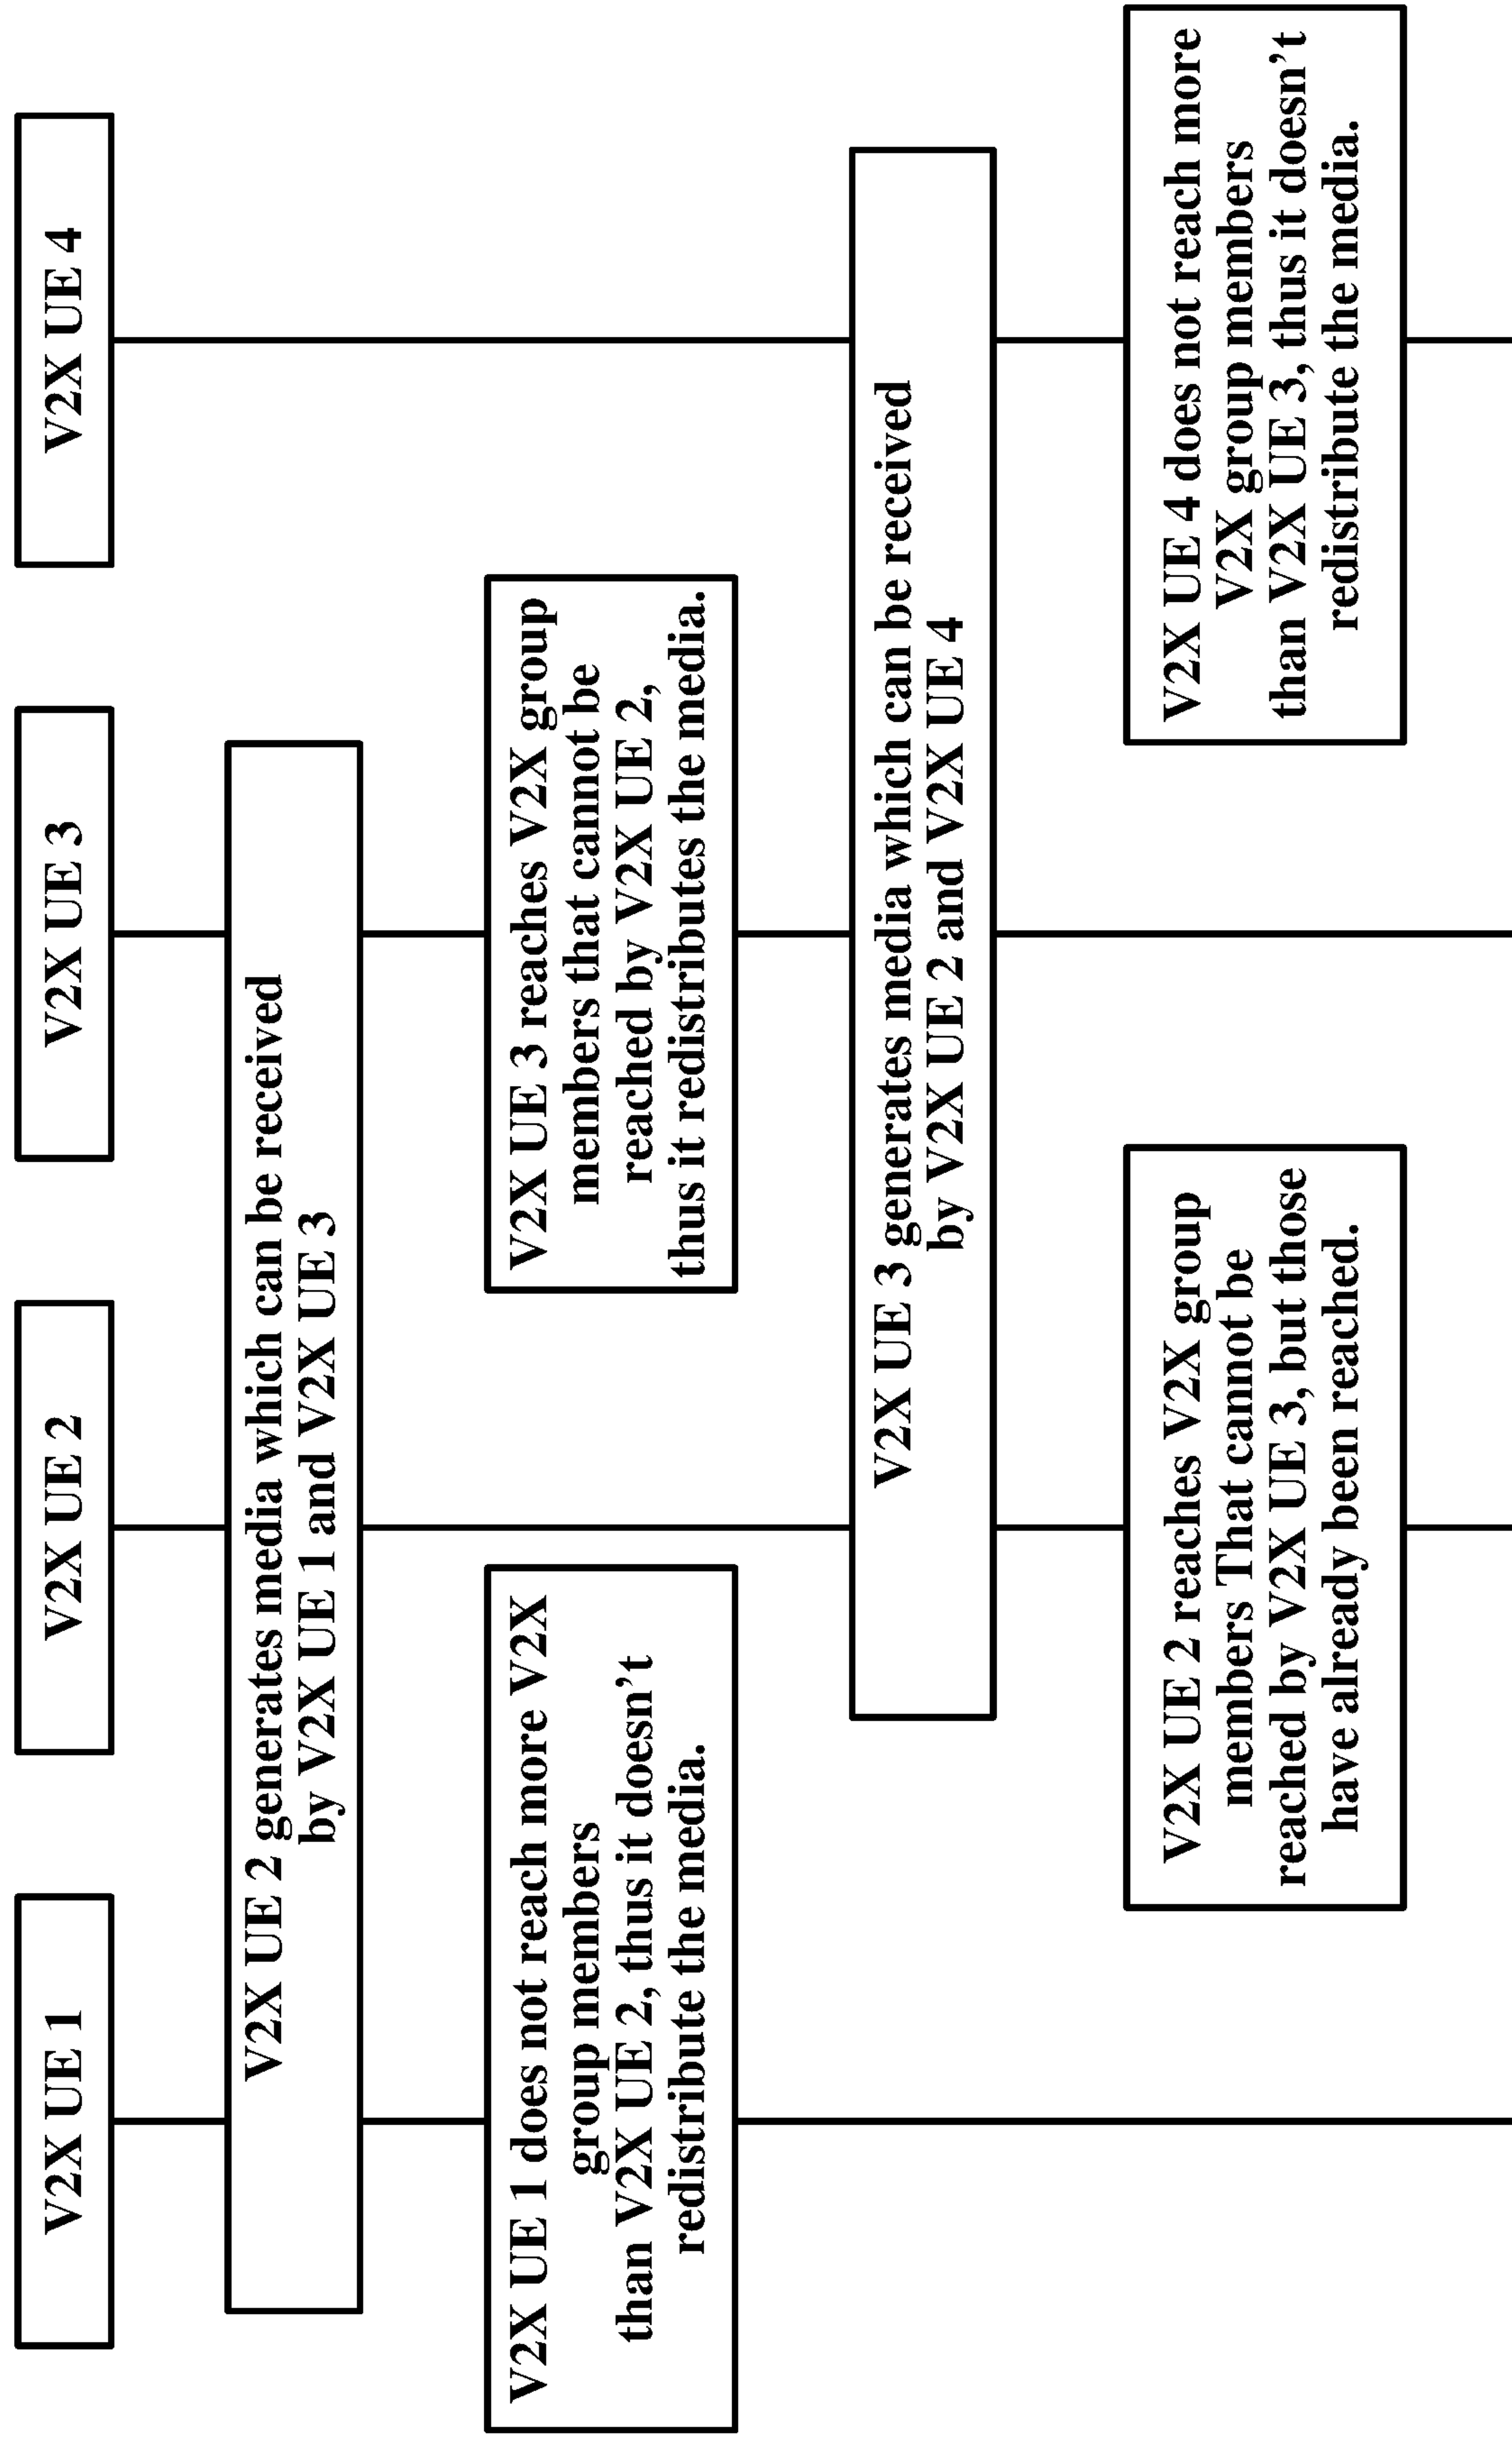 V2X UE 1
V2X UE 2
V2X UE 3
V2X UE 4
V2X UE 2 generates media which can be received
by V2X UE 1 and V2X UE 3
V2X UE 1 does not reach more V2X
group members
than V2X UE 2, thus it doesn't
redistribute the media.
V2X UE 3 reaches V2X group
members that cannot be
reached by V2X UE 2,
thus it redistributes the media.
V2X UE 3 generates media which can be received
by V2X UE 2 and V2X UE 4
V2X UE 2 reaches V2X group
members That cannot be
reached by V2X UE 3, but those
have already been reached.
V2X UE 4 does not reach more
V2X group members
than V2X UE 3, thus it doesn't
redistribute the media.